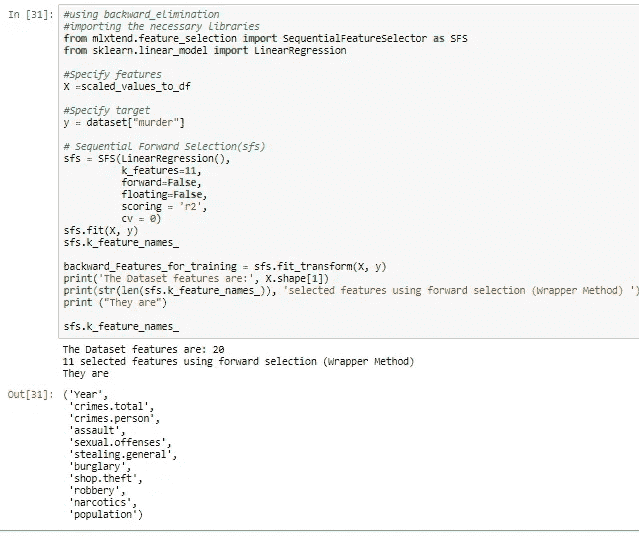 In [31]: #using backward_elimination
#importing the necessary libraries
from mlxtend.feature_selection import SequentialFeatureSelector as SFS
from sklearn.linear_model import LinearRegression
#Specify features
X =scaled_values_to_df
#Specify target
y = dataset["murder"]
# Sequential Forward Selection(sfs)
sfs = SFS(LinearRegression(),
k_features=11,
forward=False,
floating=False,
scoring = 'r2',
cv = 0)
sfs.fit(X, y)
sfs.k_feature_names_
backward_Features_for_training = sfs.fit_transform(X, y)
print('The Dataset features are:', X.shape[1])
print(str(len(sfs.k_feature_names_)), 'selected features using forward selection (Wrapper Method) ')
print ("They are")
sfs.k_feature_names_
The Dataset features are: 20
11 selected features using forward selection (Wrapper Method)
They are
Out[31]: ('Year',
'crimes.total',
'crimes.person',
'assault',
'sexual.offenses',
'stealing.general',
'burglary',
'shop.theft',
'robbery',
'narcotics',
'population')